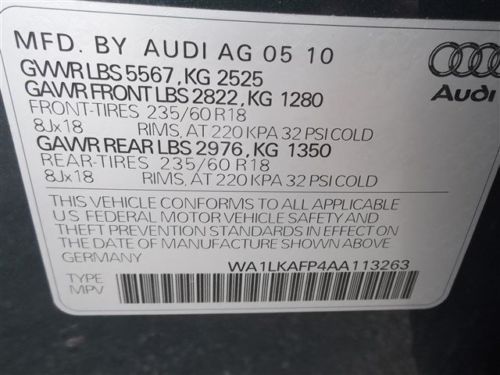 MFD. BY AUDI AG 05 10
GVWR LBS 5567, KG 2525
GAWR FRONT LBS 2822, KG 1280
FRONT-TIRES 235/60 R18
8Jx18 RIMS, AT 220 KPA 32 PSI COLD
GAWR REAR LBS 2976, KG 1350
REAR-TIRES 235/60 R18
8Jx18 RIMS, AT 220 KPA 32 PSI COLD
Audi
THIS VEHICLE CONFORMS TO ALL APPLICABLE
U.S. FEDERAL MOTOR VEHICLE SAFETY AND
THEFT PREVENTION STANDARDS IN EFFECT ON
THE DATE OF MANUFACTURE SHOWN ABOVE
GERMANY WA1LKAFP4AA113263
TYPE
MPV